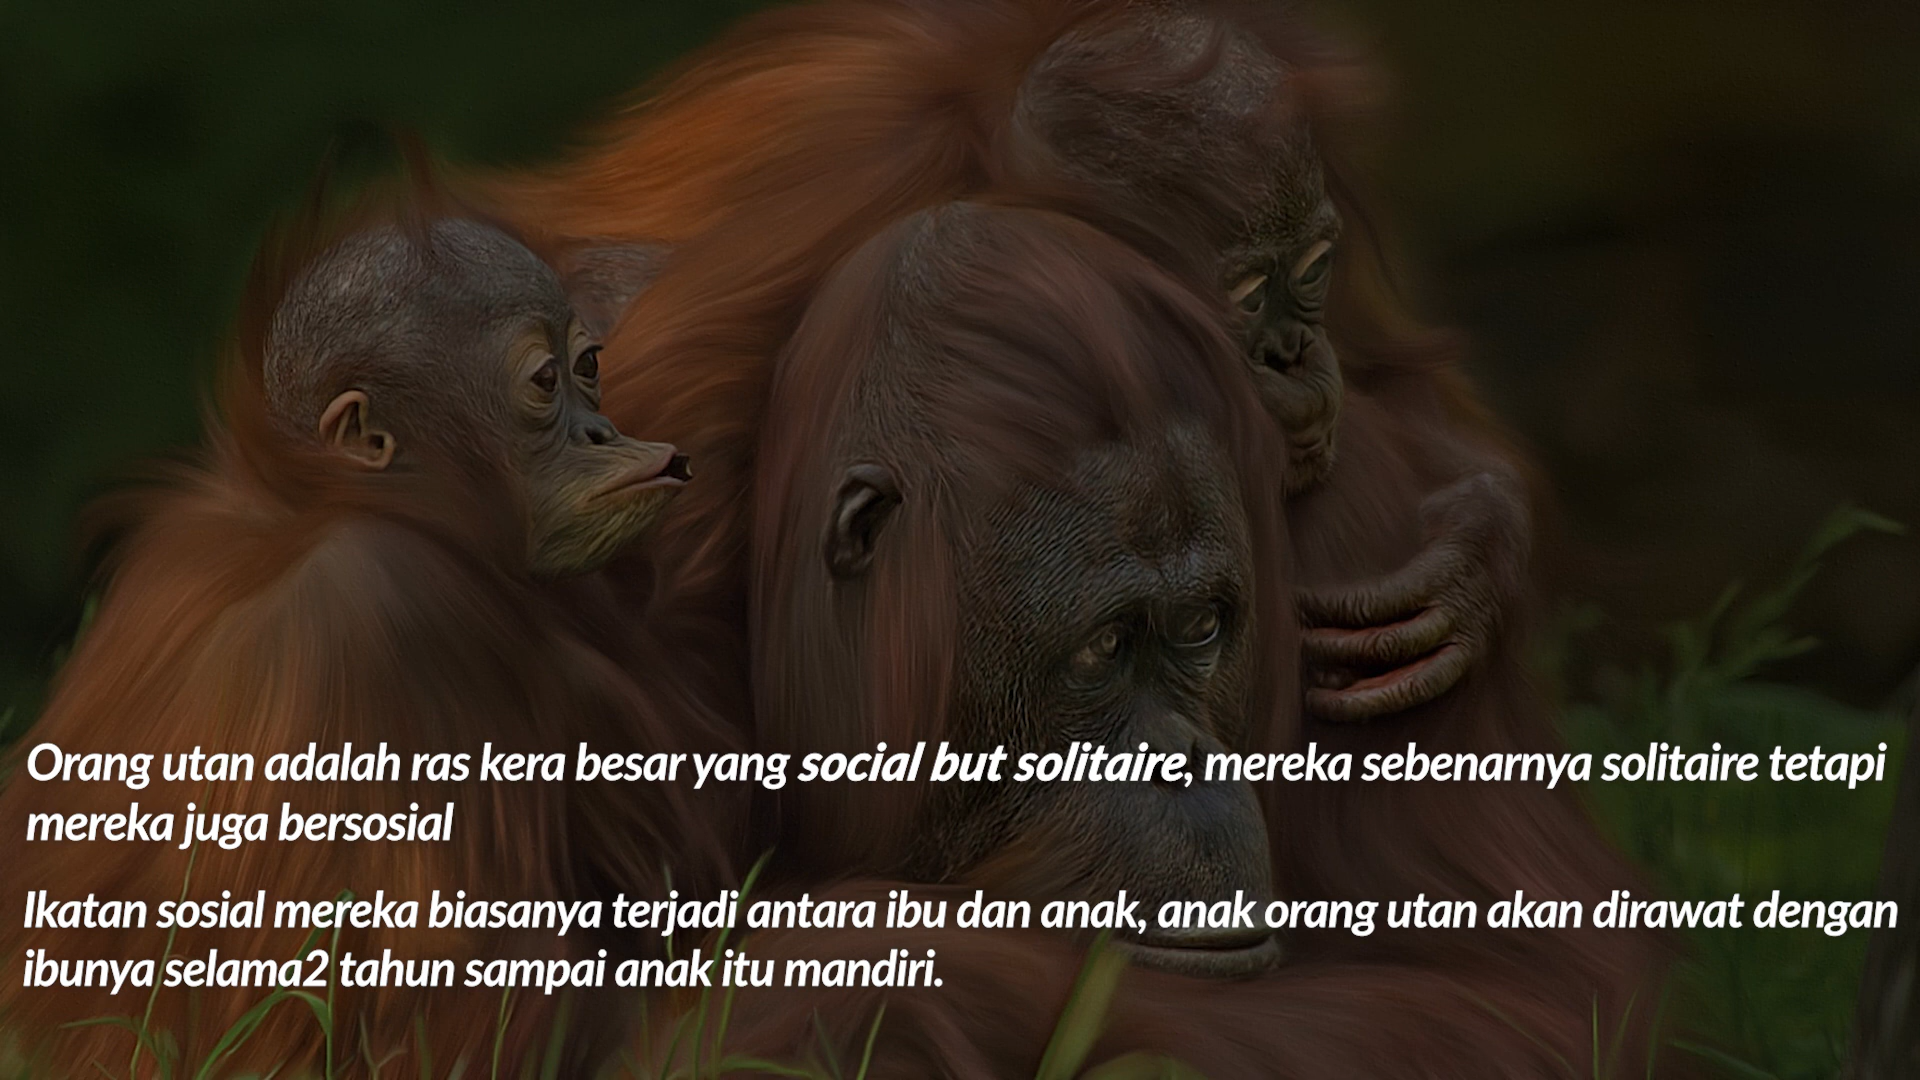 Orang utan adalah ras kera besar yang social but solitaire, mereka sebenarnya solitaire tetapi
mereka juga bersosial
Ikatan sosial mereka biasanya terjadi antara ibu dan anak, anak orang utan akan dirawat dengan
ibunya selama2 tahun sampai anak itu mandiri.